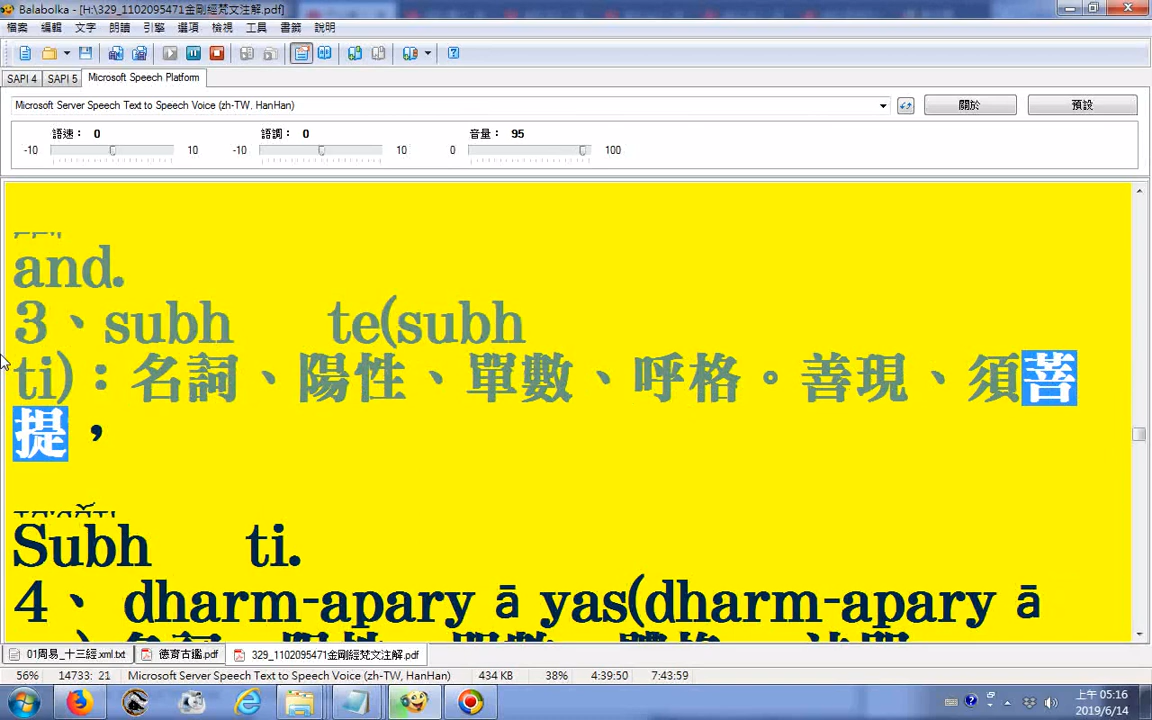 Balabolka - [H:\329_1102095471金剛經梵文注解.pdf]
檔案 編輯 文字 朗讀 引擎 選項 檢視 工具 書籤 說明
SAPI 4 SAPI 5 Microsoft Speech Platform
Microsoft Server Speech Text to Speech Voice (zh-TW, HanHan) 關於 預設
語速： 0 語調： 0 音量： 95
-10 10 -10 10 0 100
and.
3、subh te(subh
ti)：名詞、陽性、單數、呼格。善現、須菩
提，
Subh ti.
4、 dharm-apary ā yas(dharm-apary ā
01周易_十三經.xml.txt 德育古鑑.pdf 329_1102095471金剛經梵文注解.pdf
56% 14733: 21 Microsoft Server Speech Text to Speech Voice (zh-TW, HanHan) 434 KB 38% 4:39:50 7:43:59
上午 05:16
2019/6/14